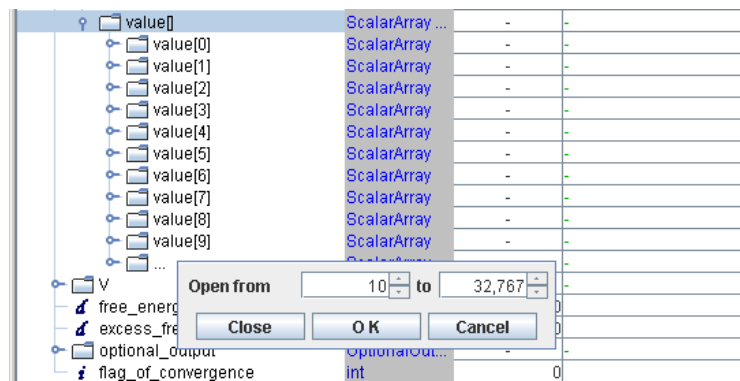 value[] ScalarArray ... - -
value[0] ScalarArray - -
value[1] ScalarArray - -
value[2] ScalarArray - -
value[3] ScalarArray - -
value[4] ScalarArray - -
value[5] ScalarArray - -
value[6] ScalarArray - -
value[7] ScalarArray - -
value[8] ScalarArray - -
value[9] ScalarArray - -
...
V
Open from 10 to 32,767
free_energ
excess_fre
Close O K Cancel
optional_output OptionalOut... - -
flag_of_convergence int 0